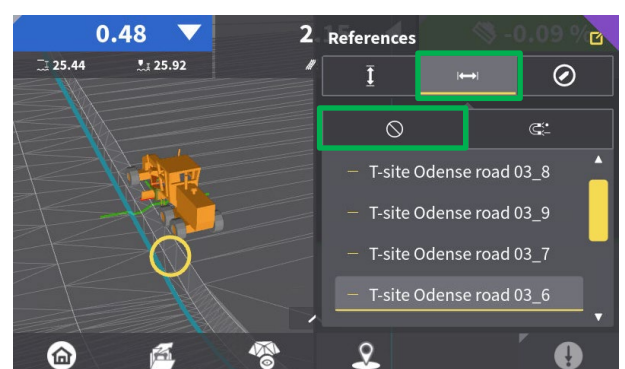 0.48
2.15
References
-0.09 %
25.44
25.92
T-site Odense road 03_8
T-site Odense road 03_9
T-site Odense road 03_7
T-site Odense road 03_6